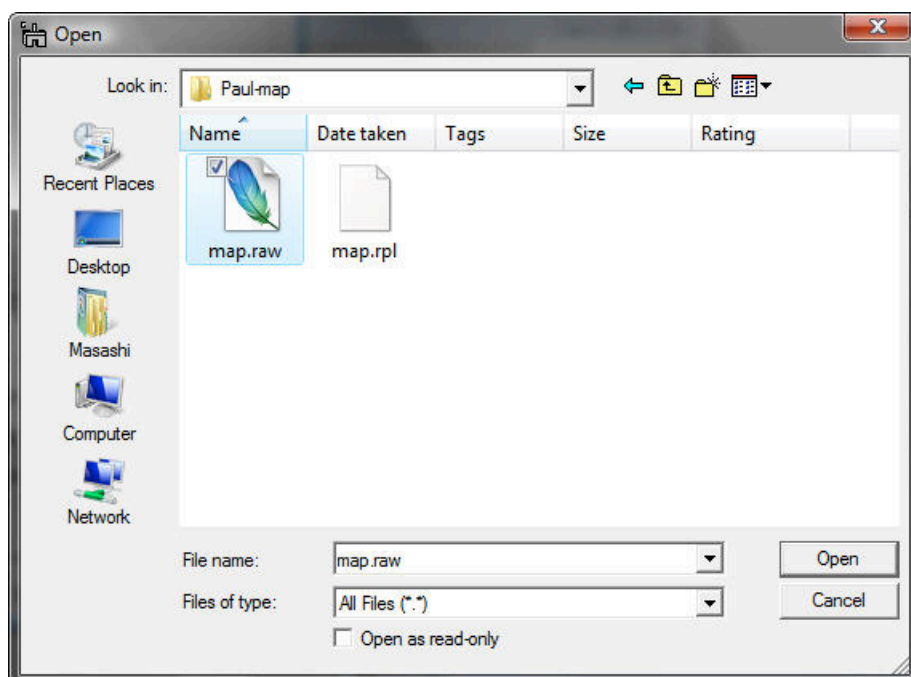 Open
Look in: Paul-map
Name Date taken Tags Size Rating
map.raw map.rpl
Recent Places
Desktop
Masashi
Computer
Network
File name: map.raw Open
Files of type: All Files (*.*) Cancel
Open as read-only